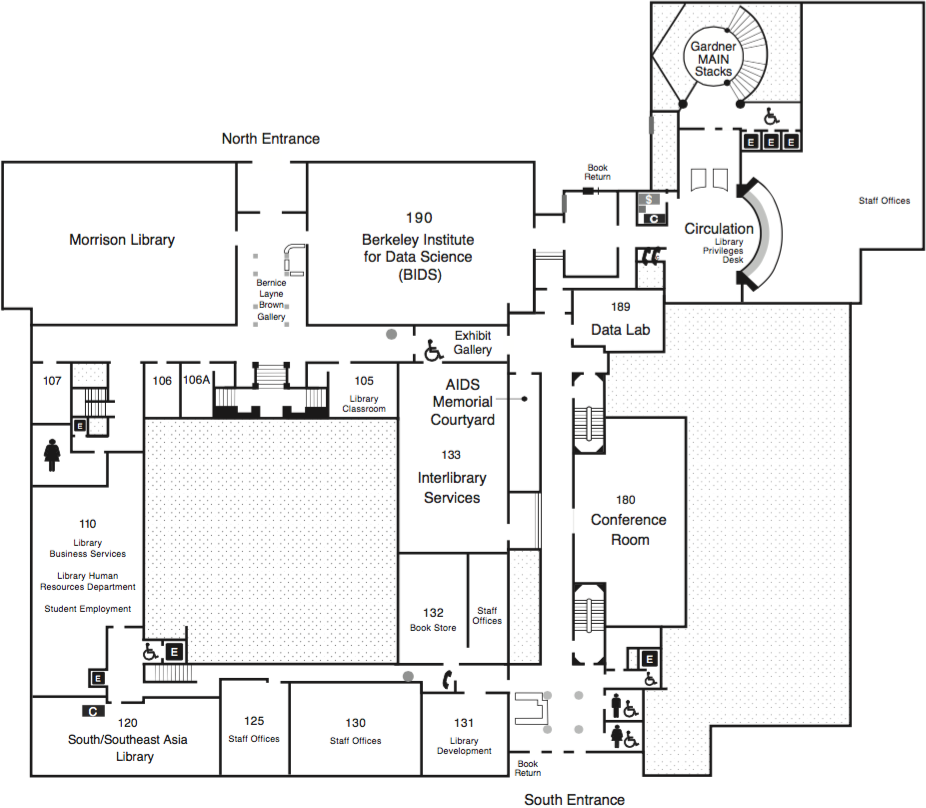 Gardner
MAIN
Stacks
North Entrance
E
E
E
Book
Return
$
C
Staff Offices
Morrison Library
190
Berkeley Institute
for Data Science
(BIDS)
Circulation
Library
Privileges
Desk
Bernice
Layne
Brown
Gallery
189
Data Lab
Exhibit
Gallery
107
106
106A
105
Library
Classroom
AIDS
Memorial
Courtyard
E
133
Interlibrary
Services
180
Conference
Room
110
Library
Business Services
Library Human
Resources Department
Student Employment
132
Book Store
Staff
Offices
E
E
E
C
120
South/Southeast Asia
Library
125
Staff Offices
130
Staff Offices
131
Library
Development
Book
Return
South Entrance